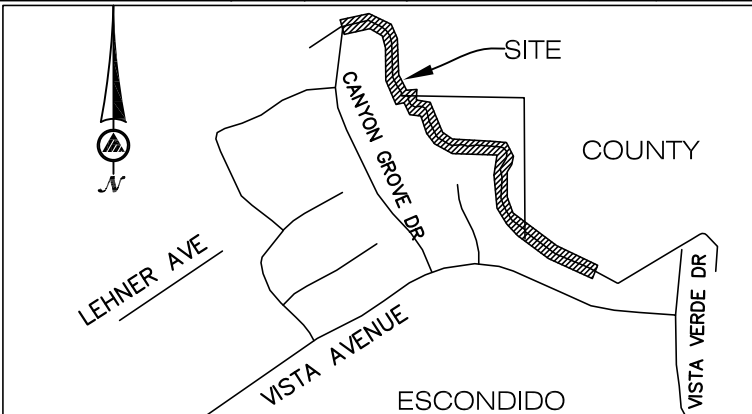 SITE
COUNTY
CANYON GROVE DR
N
LEHNER AVE
VISTA AVENUE
VISTA VERDE DR
ESCONDIDO